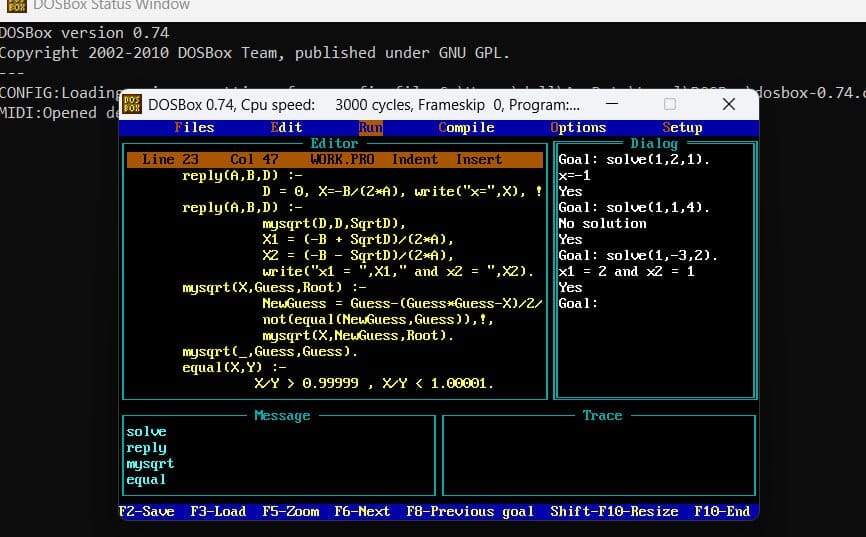 DOSBox Status Window
DOSBox version 0.74
Copyright 2002-2010 DOSBox Team, published under GNU GPL.
---
CONFIG:Loading
dosbox-0.74.
MIDI:Opened
DOSBox 0.74, Cpu speed: 3000 cycles, Frameskip 0, Program:...
Files Edit Run Compile Options Setup
Editor
Line 23 Col 47 WORK.PRO Indent Insert
reply(A,B,D) :-
D = 0, X=-B/(2*A), write("x=",X), !
reply(A,B,D) :-
mysqrt(D,D,SqrtD),
X1 = (-B + SqrtD)/(2*A),
X2 = (-B - SqrtD)/(2*A),
write("x1 = ",X1," and x2 = ",X2).
mysqrt(X,Guess,Root) :-
NewGuess = Guess-(Guess*Guess-X)/2/
not(equal(NewGuess,Guess)),!,
mysqrt(X,NewGuess,Root).
mysqrt(_,Guess,Guess).
equal(X,Y) :-
X/Y > 0.99999 , X/Y < 1.00001.
Dialog
Goal: solve(1,2,1).
x=-1
Yes
Goal: solve(1,1,4).
No solution
Yes
Goal: solve(1,-3,2).
x1 = 2 and x2 = 1
Yes
Goal:
Message
solve
reply
mysqrt
equal
Trace
F2-Save F3-Load F5-Zoom F6-Next F8-Previous goal Shift-F10-Resize F10-End